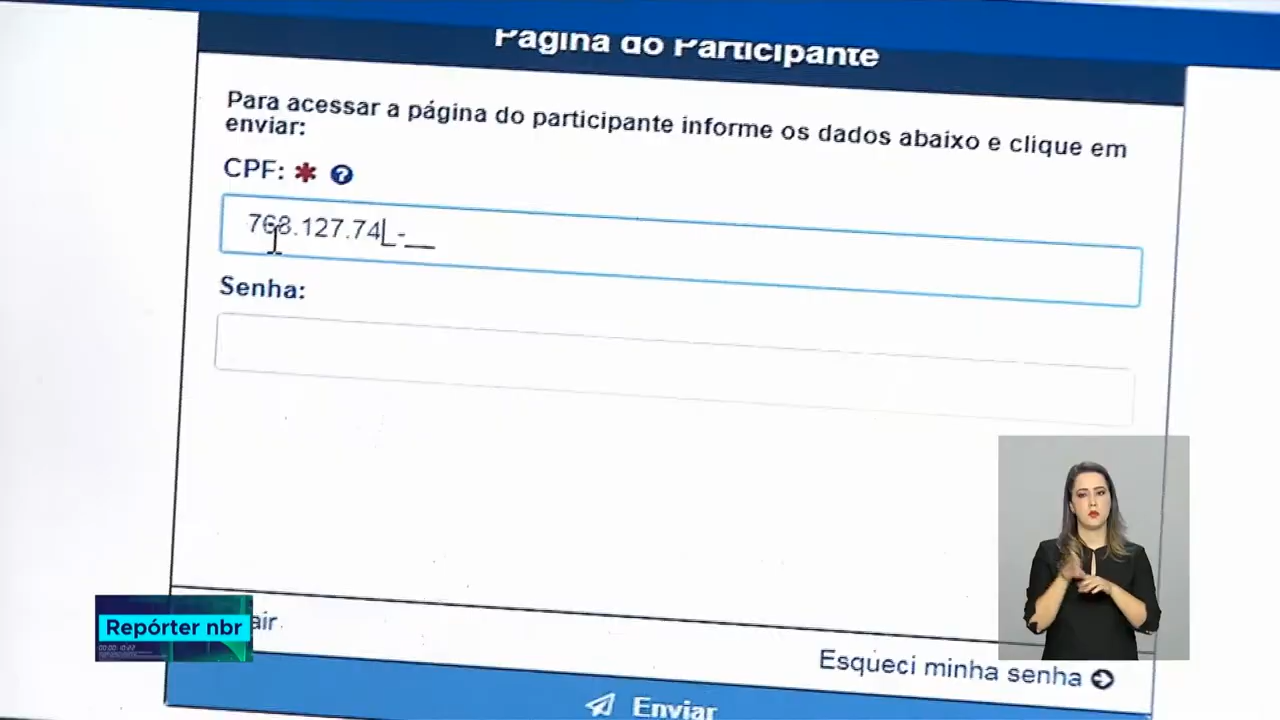 Página do Participante
Para acessar a página do participante informe os dados abaixo e clique em
enviar:
CPF: * ?
768.127.74_-__
Senha:
air
Repórter nbr
Esqueci minha senha
Enviar